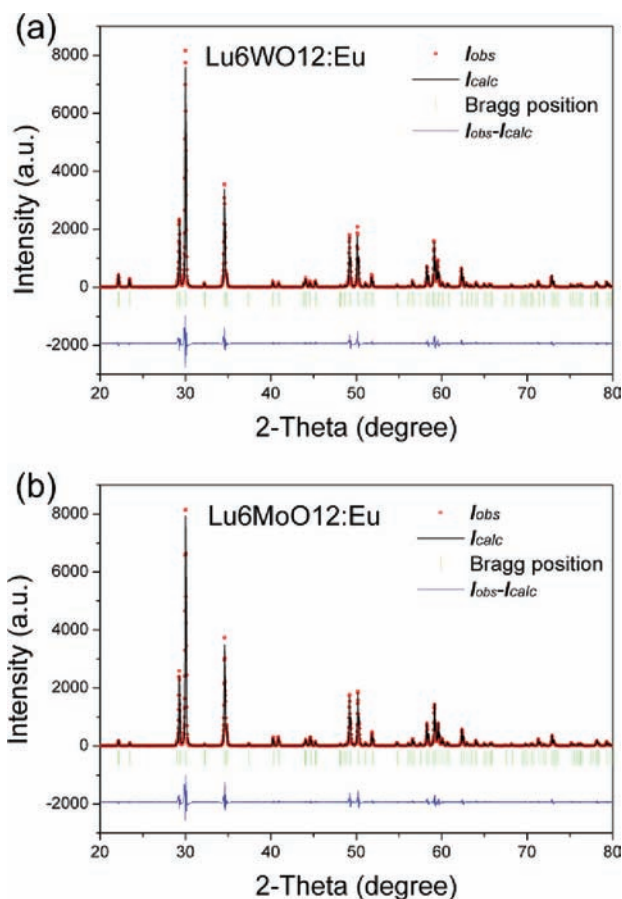 (a)
Lu6WO12:Eu
Iobs
Icalc
Bragg position
Iobs-Icalc
Intensity (a.u.)
8000
6000
4000
2000
0
-2000
20 30 40 50 60 70 80
2-Theta (degree)
(b)
Lu6MoO12:Eu
Iobs
Icalc
Bragg position
Iobs-Icalc
Intensity (a.u.)
8000
6000
4000
2000
0
-2000
20 30 40 50 60 70 80
2-Theta (degree)